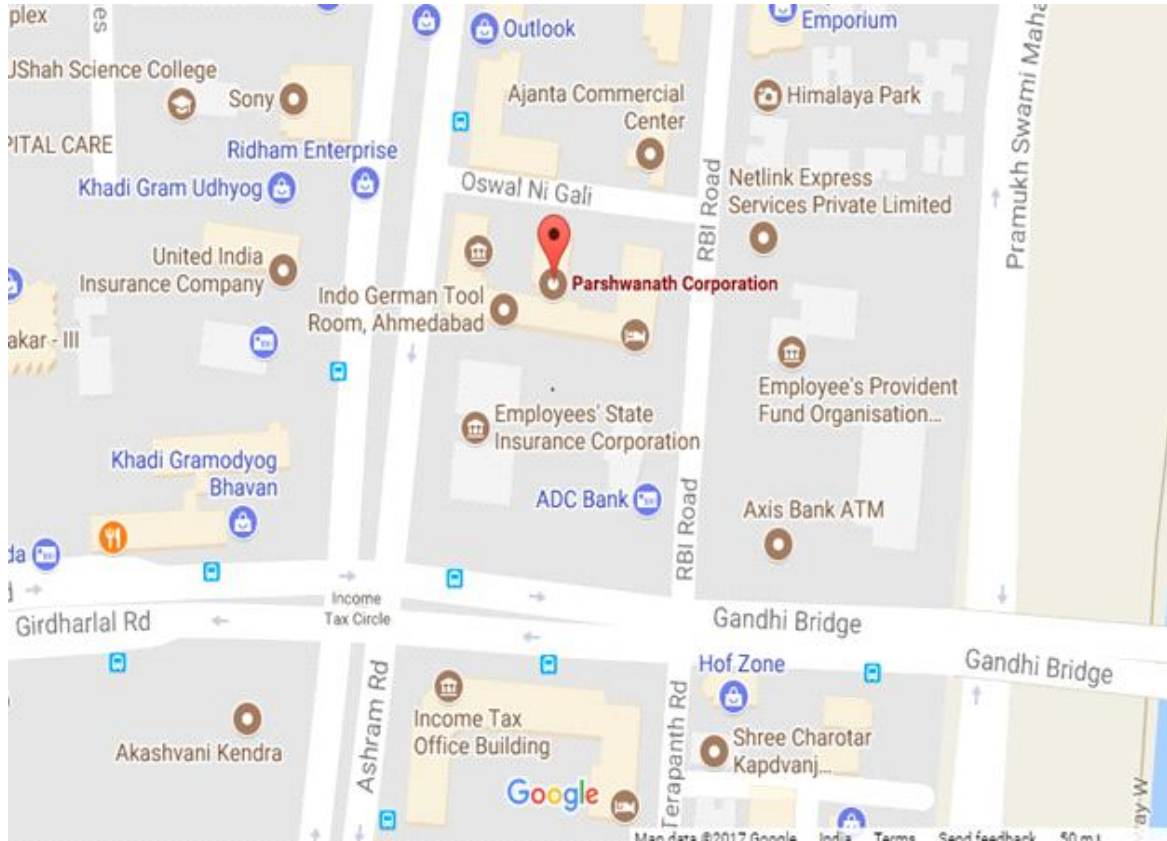 plex
es
Outlook
Emporium
Pramukh Swami Maha
JShah Science College
Sony
Ajanta Commercial
Center
Himalaya Park
PITAL CARE
Ridham Enterprise
Khadi Gram Udhyog
Oswal Ni Gali
RBI Road
Netlink Express
Services Private Limited
United India
Insurance Company
Parshwanath Corporation
Indo German Tool
Room, Ahmedabad
akar - III
Employee's Provident
Fund Organisation...
Employees' State
Insurance Corporation
Khadi Gramodyog
Bhavan
ADC Bank
RBI Road
Axis Bank ATM
da
Income
Tax Circle
Girdharlal Rd
Gandhi Bridge
Gandhi Bridge
Hof Zone
Ashram Rd
Income Tax
Office Building
Terapanth Rd
Shree Charotar
Kapdvanj...
Akashvani Kendra
Google
way W
Map data ©2017 Google India Terms Send feedback 50 m